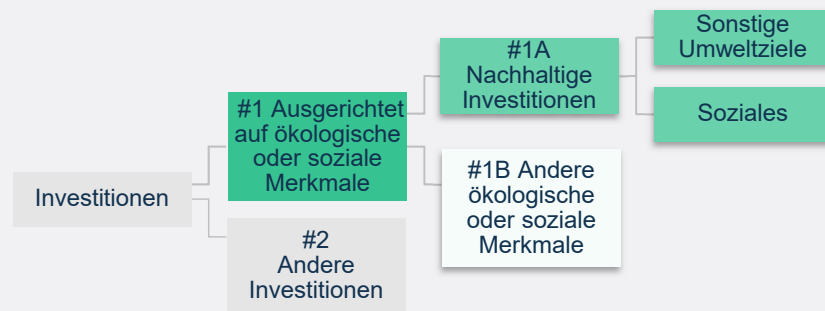 Investitionen
#1 Ausgerichtet
auf ökologische
oder soziale
Merkmale
#2
Andere
Investitionen
#1A
Nachhaltige
Investitionen
#1B Andere
ökologische
oder soziale
Merkmale
Sonstige
Umweltziele
Soziales